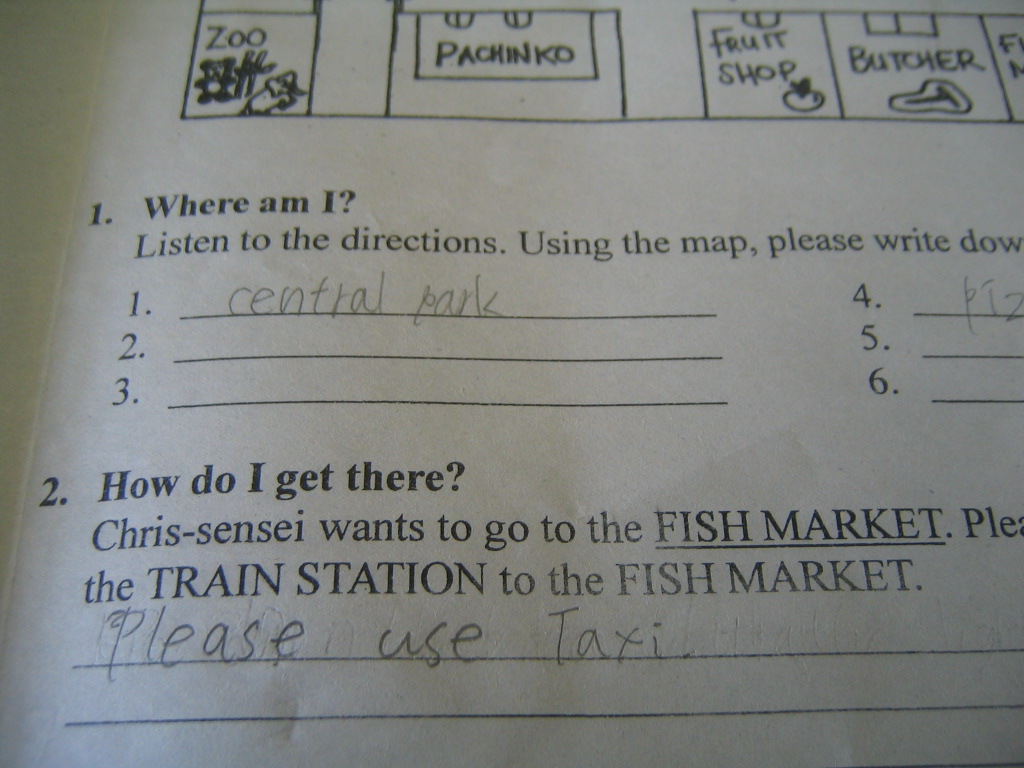 ZOO
PACHINKO
FRUIT
SHOP
BUTCHER
1. Where am I?
Listen to the directions. Using the map, please write dow
1. central park
4. piz
2.
5.
3.
6.
2. How do I get there?
Chris-sensei wants to go to the FISH MARKET. Plea
the TRAIN STATION to the FISH MARKET.
Please use Taxi.